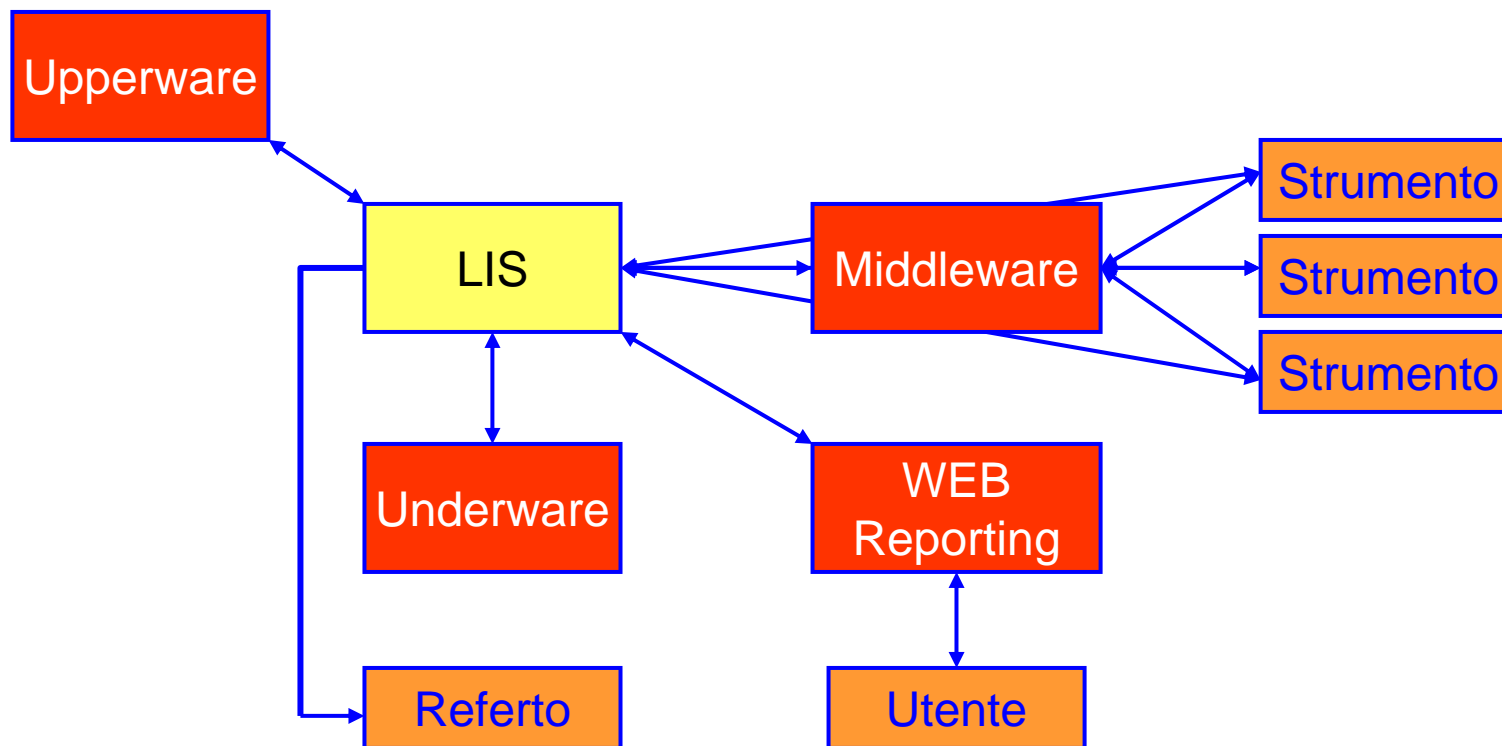 Upperware
LIS
Middleware
Strumento
Strumento
Strumento
Underware
WEB
Reporting
Referto
Utente